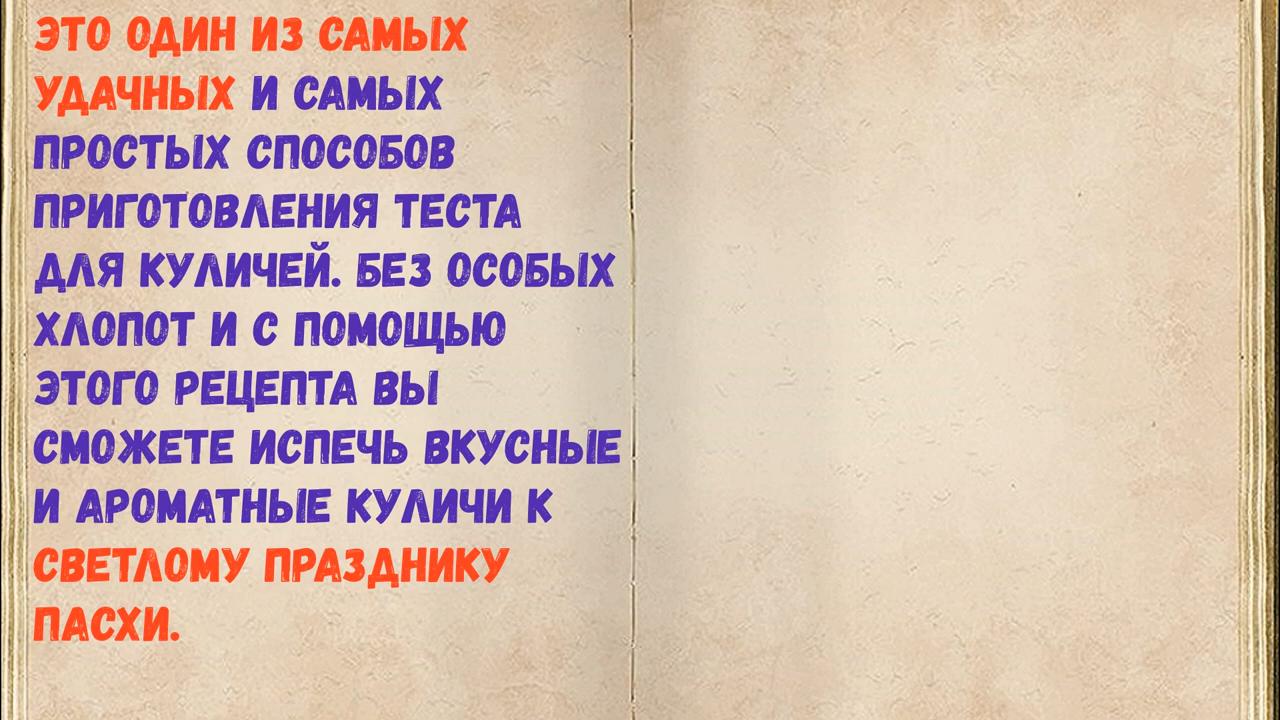 ЭТО ОДИН ИЗ САМЫХ
УДАЧНЫХ И САМЫХ
ПРОСТЫХ СПОСОБОВ
ПРИГОТОВЛЕНИЯ ТЕСТА
ДЛЯ КУЛИЧЕЙ. БЕЗ ОСОБЫХ
ХЛОПОТ И С ПОМОЩЬЮ
ЭТОГО РЕЦЕПТА ВЫ
СМОЖЕТЕ ИСПЕЧЬ ВКУСНЫЕ
И АРОМАТНЫЕ КУЛИЧИ К
СВЕТЛОМУ ПРАЗДНИКУ
ПАСХИ.